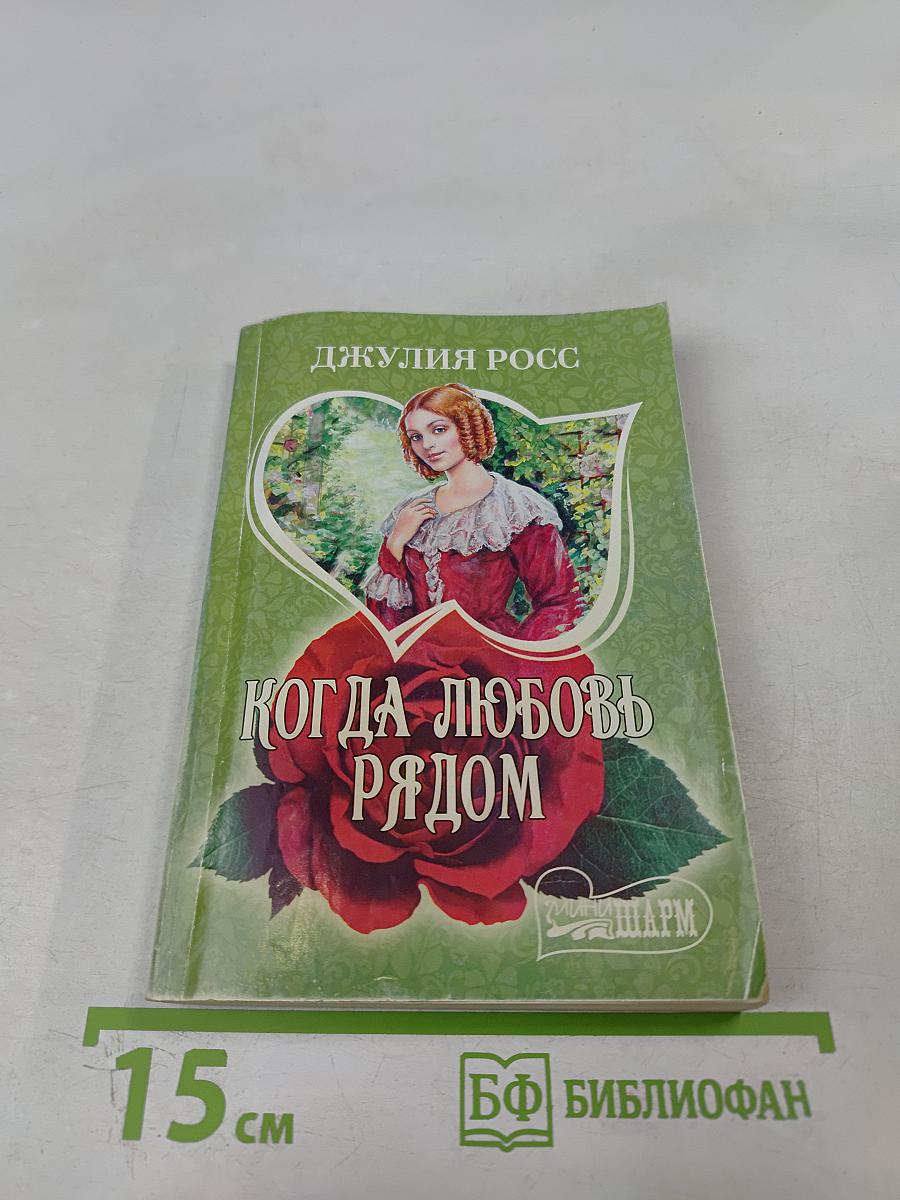 ДЖУЛИЯ РОСС
КОГДА ЛЮБОВЬ
РЯДОМ
мини
ШАРМ
15 см
БФ БИБЛИОФАН